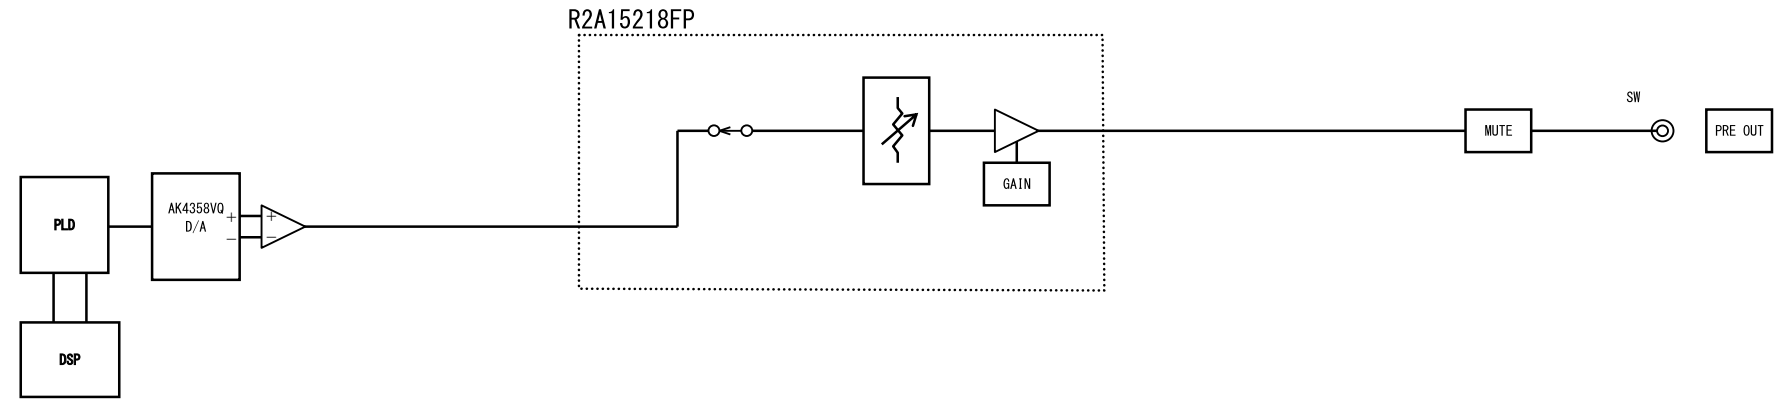 R2A15218FP
SW
MUTE
PRE OUT
GAIN
AK4358VQ
D/A
+
−
+
−
PLD
DSP